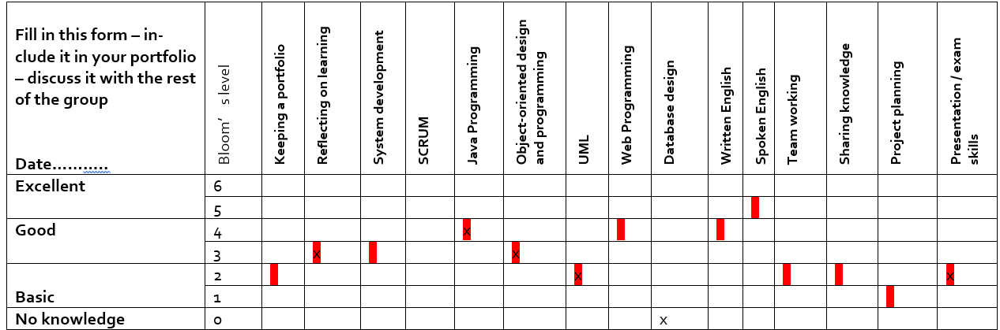 Fill in this form – in-
clude it in your portfolio
– discuss it with the rest
of the group
Date...........
Bloom’ s level
Keeping a portfolio
Reflecting on learning
System development
SCRUM
Java Programming
Object-oriented design
and programming
UML
Web Programming
Database design
Written English
Spoken English
Team working
Sharing knowledge
Project planning
Presentation / exam
skills
Excellent 6
5
Good 4 x
3 x x
2 x x
Basic 1
No knowledge 0 x